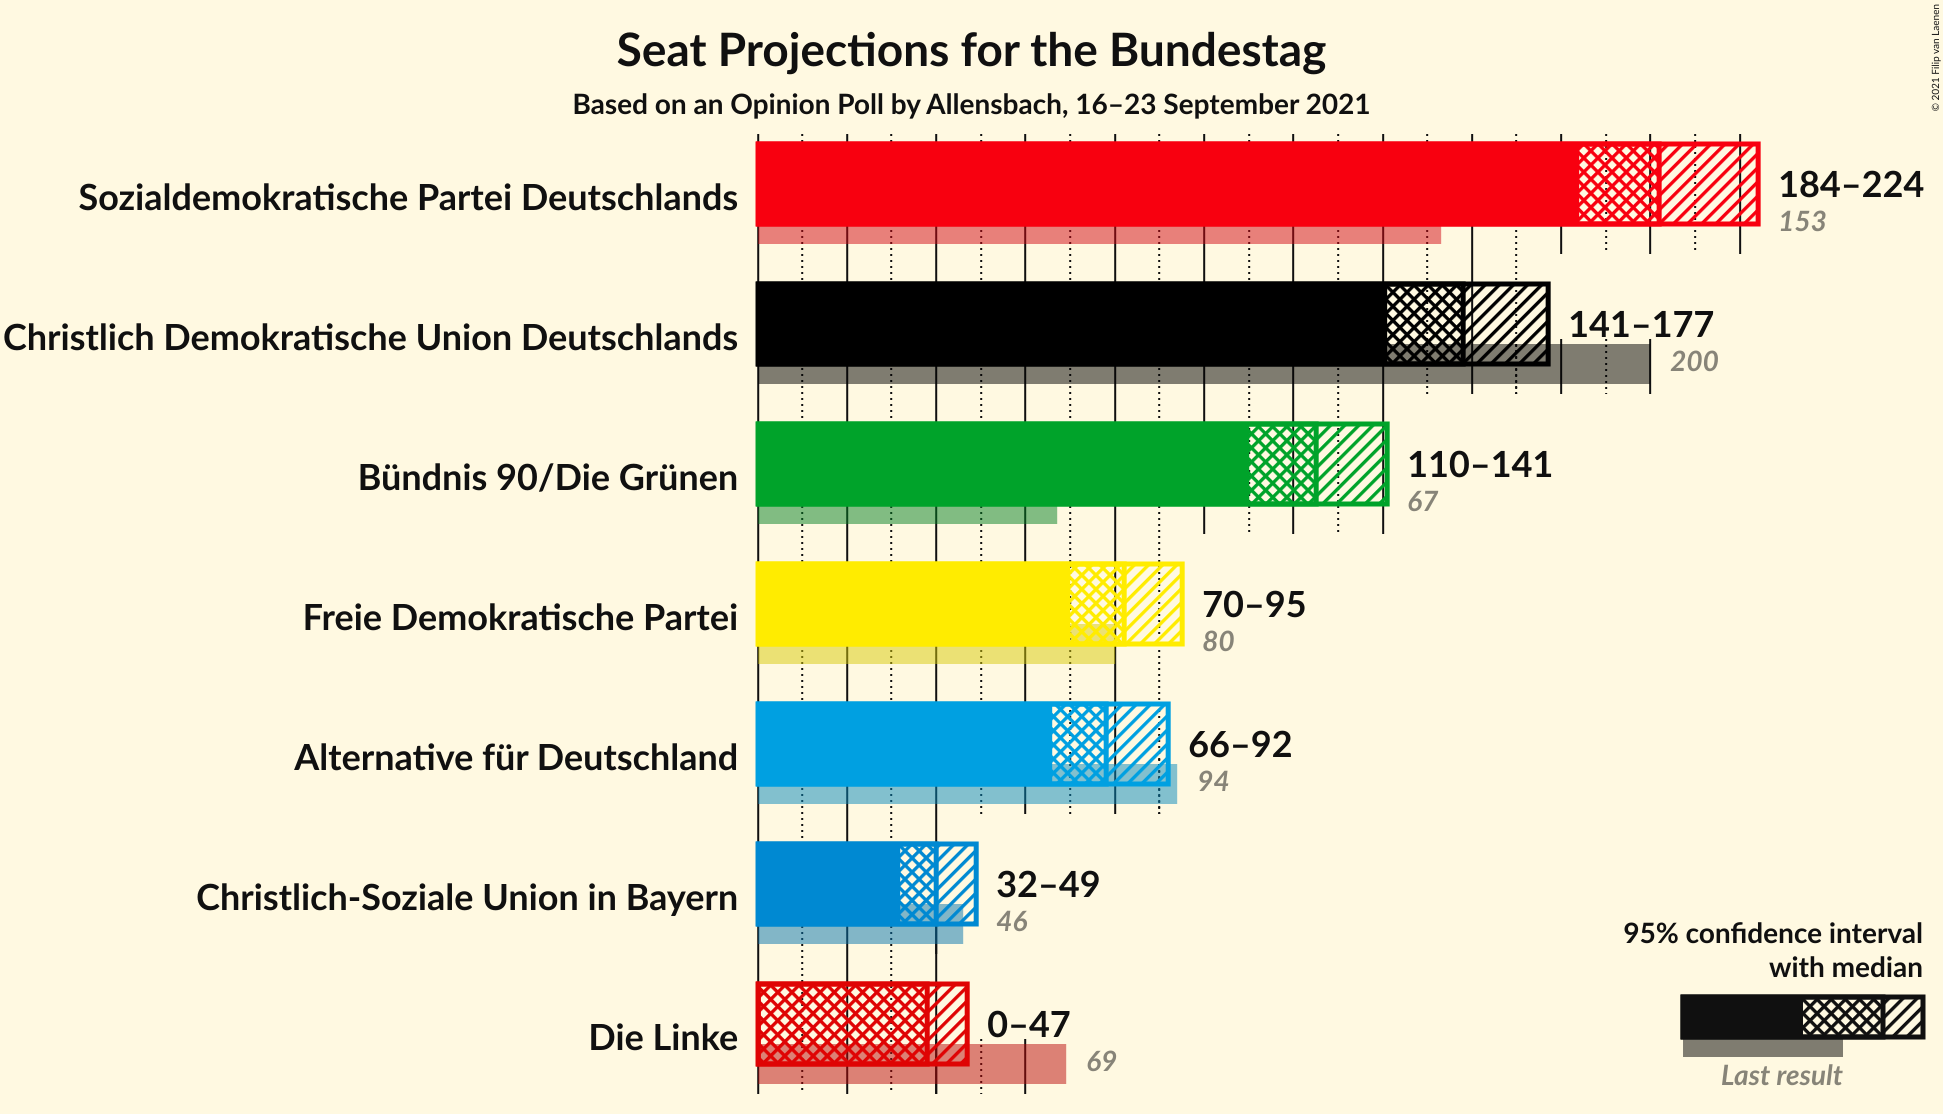 Seat Projections for the Bundestag
Based on an Opinion Poll by Allensbach, 16–23 September 2021
© 2021 Filip van Laenen
Sozialdemokratische Partei Deutschlands
184–224
153
Christlich Demokratische Union Deutschlands
141–177
200
Bündnis 90/Die Grünen
110–141
67
Freie Demokratische Partei
70–95
80
Alternative für Deutschland
66–92
94
Christlich-Soziale Union in Bayern
32–49
46
Die Linke
0–47
69
95% confidence interval
with median
Last result